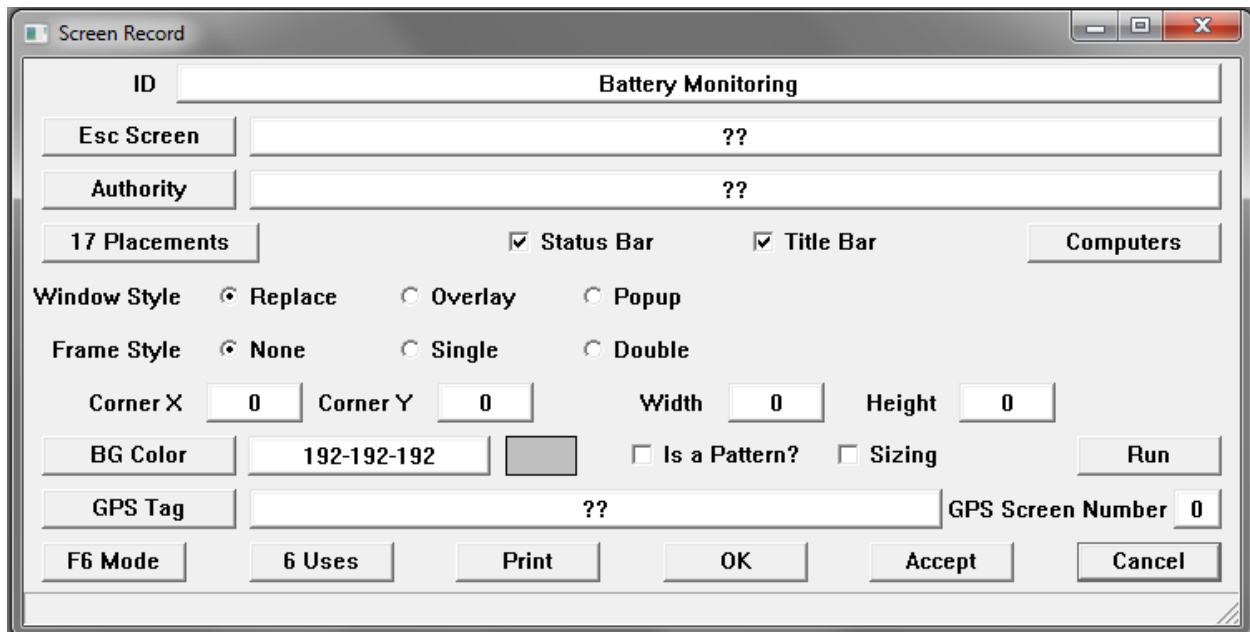 Screen Record
ID Battery Monitoring
Esc Screen ??
Authority ??
17 Placements Status Bar Title Bar Computers
Window Style Replace Overlay Popup
Frame Style None Single Double
Corner X 0 Corner Y 0 Width 0 Height 0
BG Color 192-192-192 Is a Pattern? Sizing Run
GPS Tag ?? GPS Screen Number 0
F6 Mode 6 Uses Print OK Accept Cancel